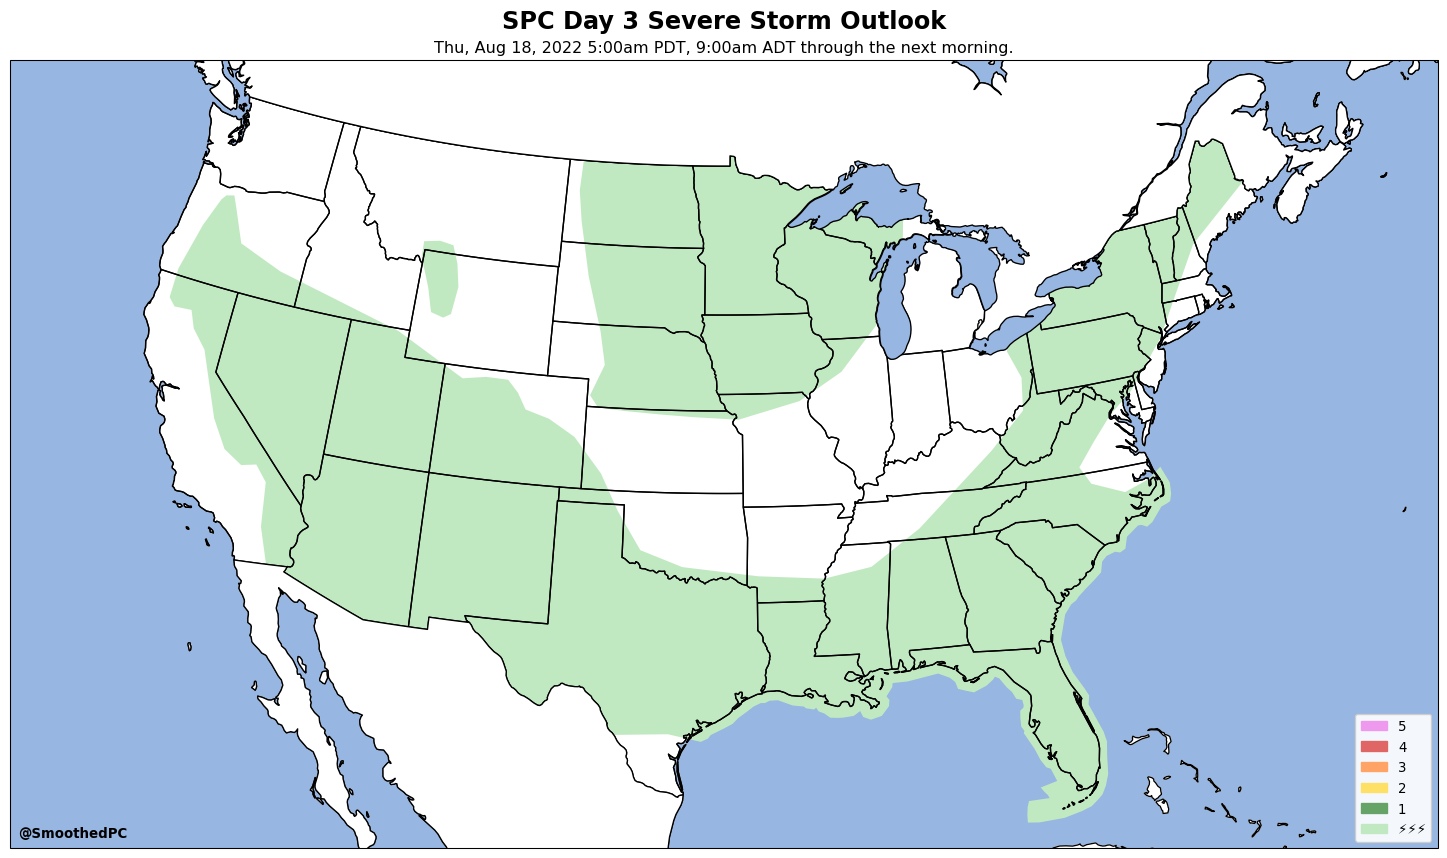 SPC Day 3 Severe Storm Outlook
Thu, Aug 18, 2022 5:00am PDT, 9:00am ADT through the next morning.
5
4
3
2
1
⚡⚡⚡
@SmoothedPC